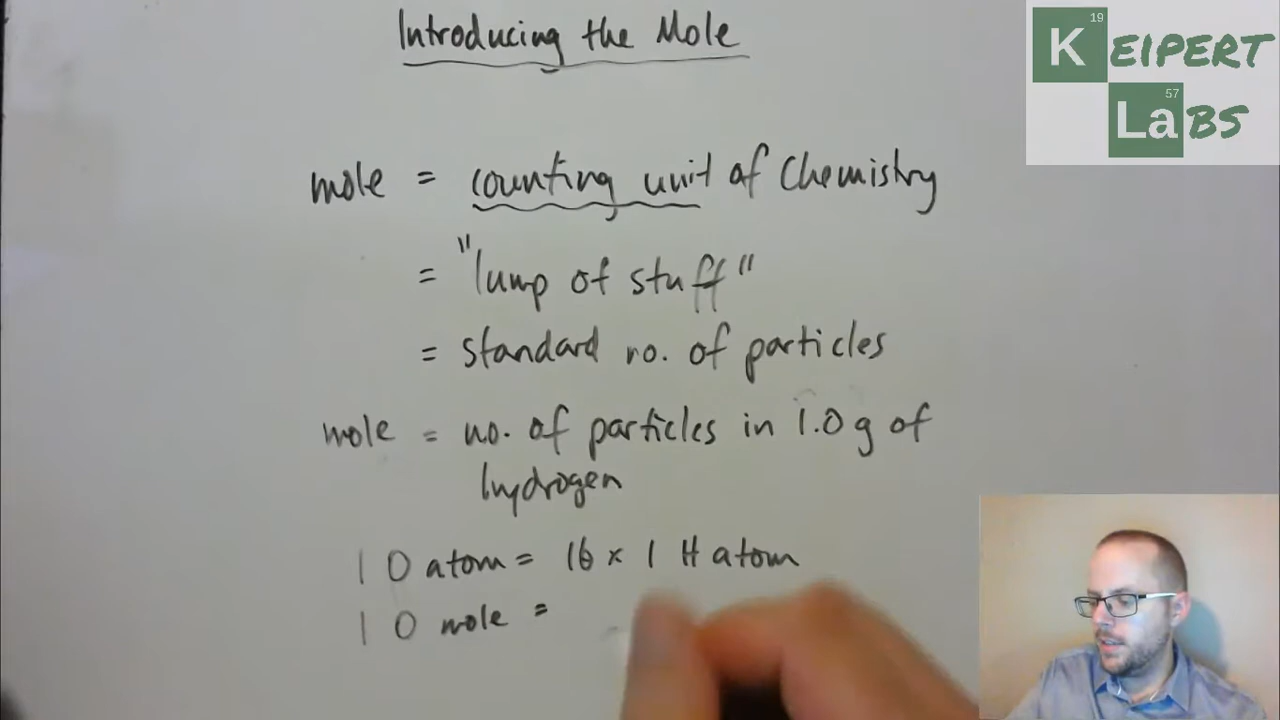 Introducing the Mole
19
KEIPERT
57
LaBS
mole = counting unit of Chemistry
= "lump of stuff"
= standard no. of particles
mole = no. of particles in 1.0 g of
hydrogen
1 O atom = 16 × 1 H atom
1 O mole =